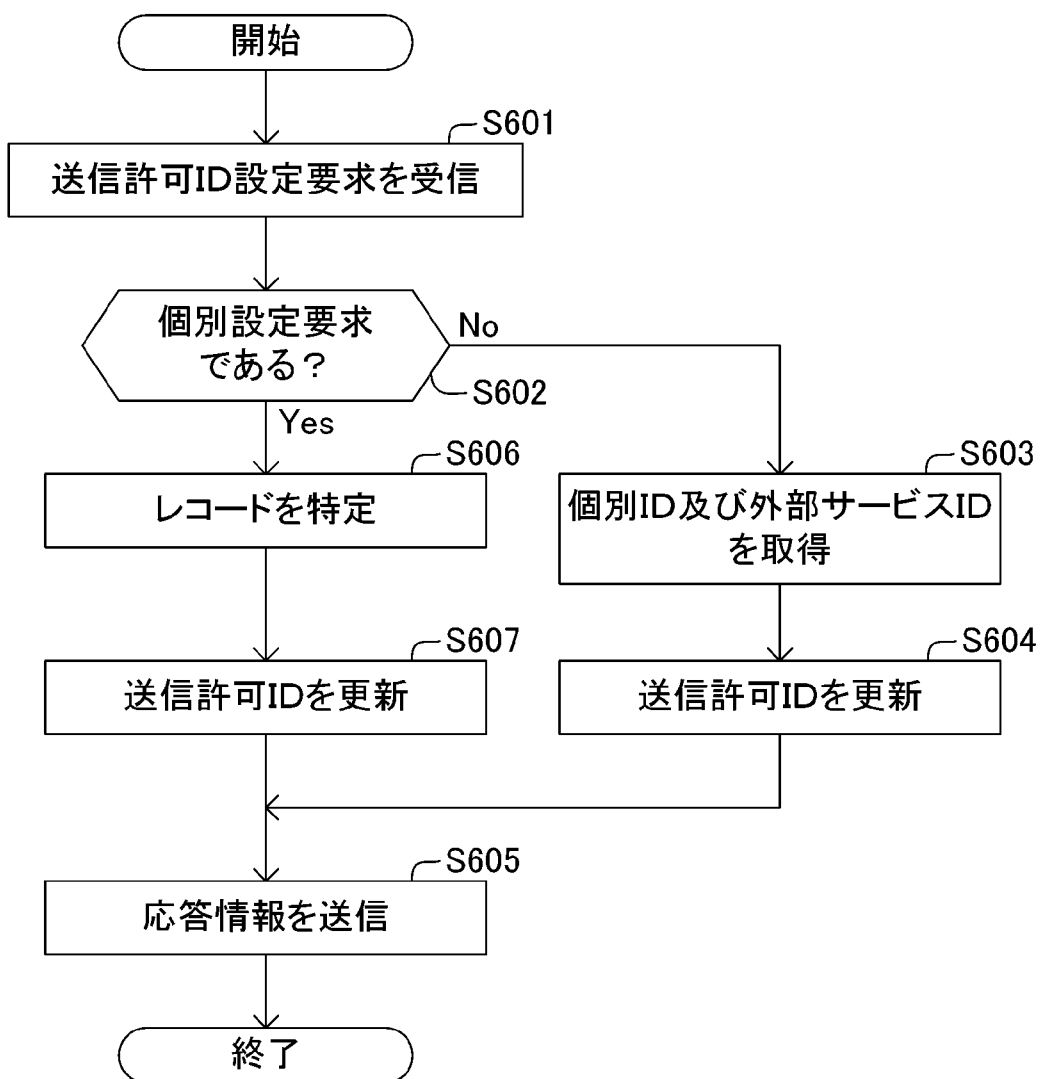 開始
S601
送信許可ID設定要求を受信
個別設定要求
である？
No
S602
Yes
S606
レコードを特定
S603
個別ID及び外部サービスID
を取得
S607
送信許可IDを更新
S604
送信許可IDを更新
S605
応答情報を送信
終了